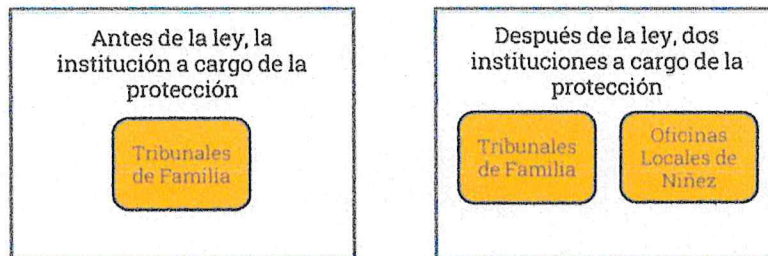 Antes de la ley, la
institución a cargo de la
protección
Tribunales
de Familia
Después de la ley, dos
instituciones a cargo de la
protección
Tribunales
de Familia
Oficinas
Locales de
Niñez